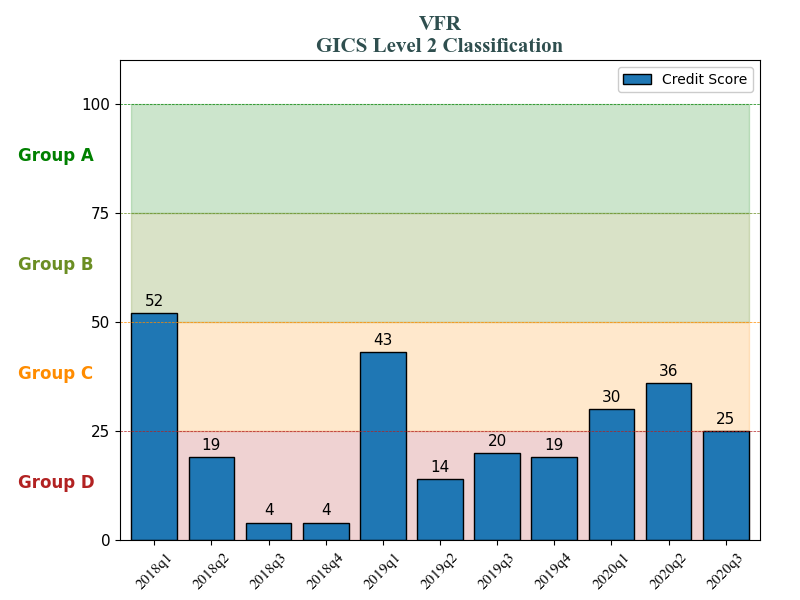 VFR
GICS Level 2 Classification
Credit Score
100
Group A
75
Group B
52
50
43
Group C
36
30
25
25
20
19
19
14
Group D
4
4
0
2018q1
2018q2
2018q3
2018q4
2019q1
2019q2
2019q3
2019q4
2020q1
2020q2
2020q3